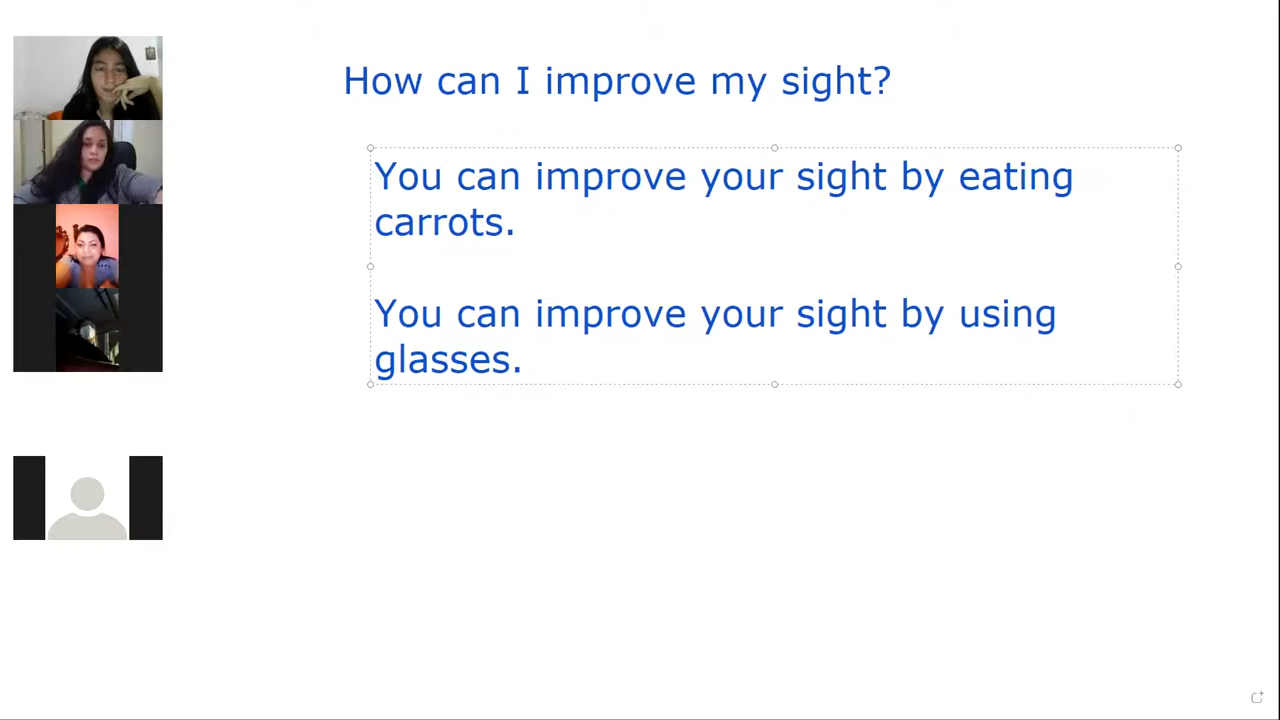 How can I improve my sight?
You can improve your sight by eating
carrots.
You can improve your sight by using
glasses.